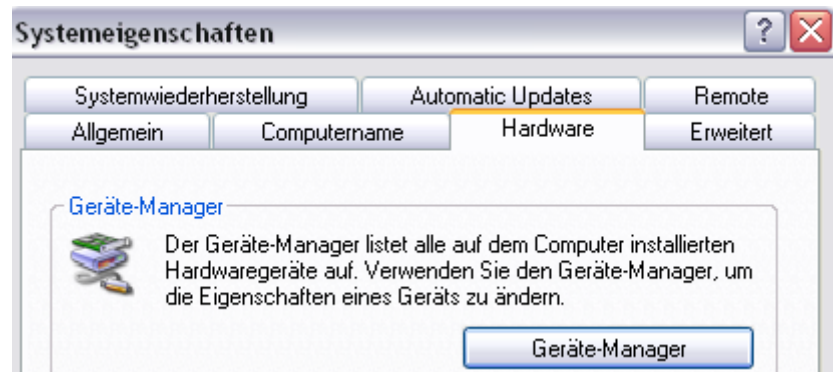 Systemeigenschaften
Systemwiederherstellung Automatic Updates Remote
Allgemein Computername Hardware Erweitert
Geräte-Manager
Der Geräte-Manager listet alle auf dem Computer installierten
Hardwaregeräte auf. Verwenden Sie den Geräte-Manager, um
die Eigenschaften eines Geräts zu ändern.
Geräte-Manager